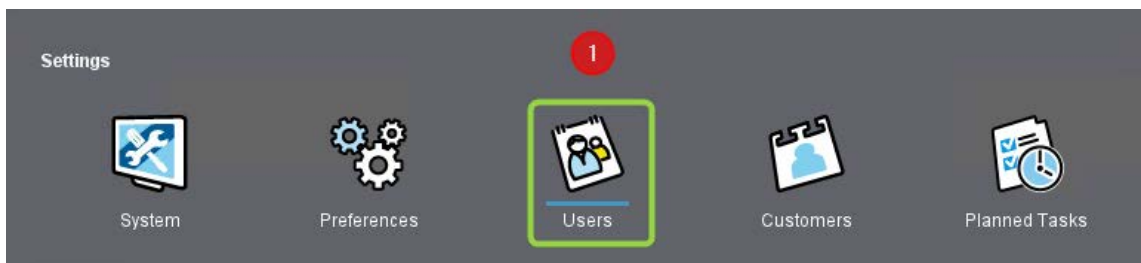 Settings
1
System
Preferences
Users
Customers
Planned Tasks